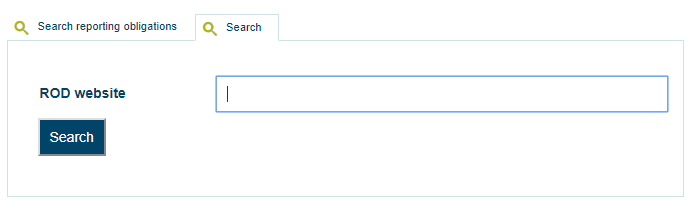 Search reporting obligations
Search
ROD website
Search